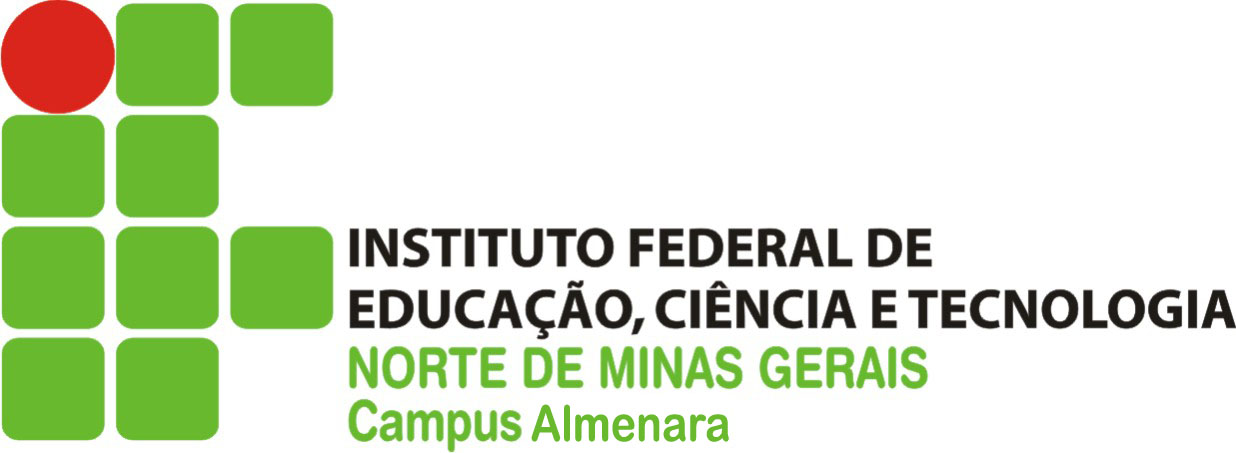 INSTITUTO FEDERAL DE
EDUCAÇÃO, CIÊNCIA E TECNOLOGIA
NORTE DE MINAS GERAIS
Campus Almenara